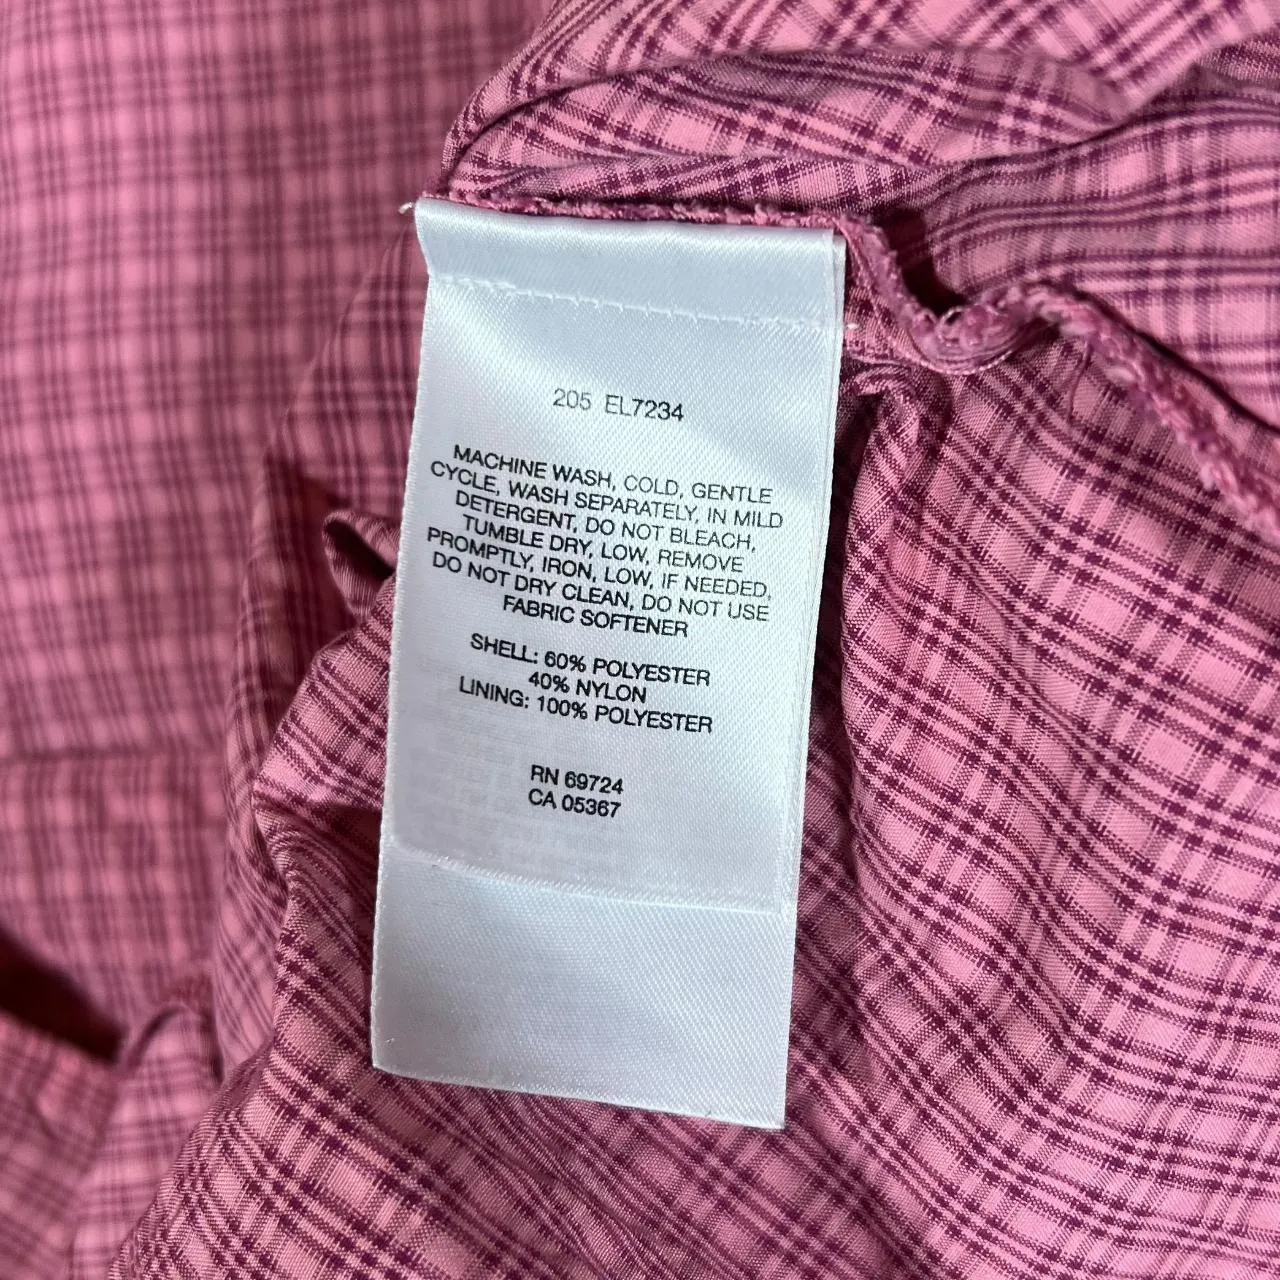 205 EL7234
MACHINE WASH, COLD, GENTLE
CYCLE, WASH SEPARATELY, IN MILD
DETERGENT, DO NOT BLEACH,
TUMBLE DRY, LOW, REMOVE
PROMPTLY, IRON, LOW, IF NEEDED,
DO NOT DRY CLEAN, DO NOT USE
FABRIC SOFTENER
SHELL: 60% POLYESTER
40% NYLON
LINING: 100% POLYESTER
RN 69724
CA 05367